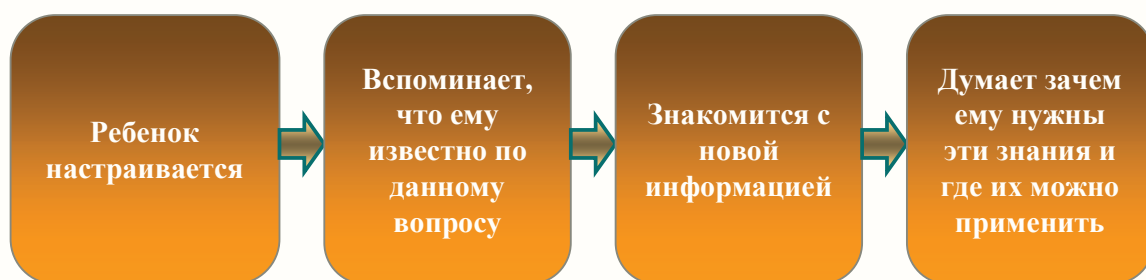 Ребенок
настраивается
Вспоминает,
что ему
известно по
данному
вопросу
Знакомится с
новой
информацией
Думает зачем
ему нужны
эти знания и
где их можно
применить